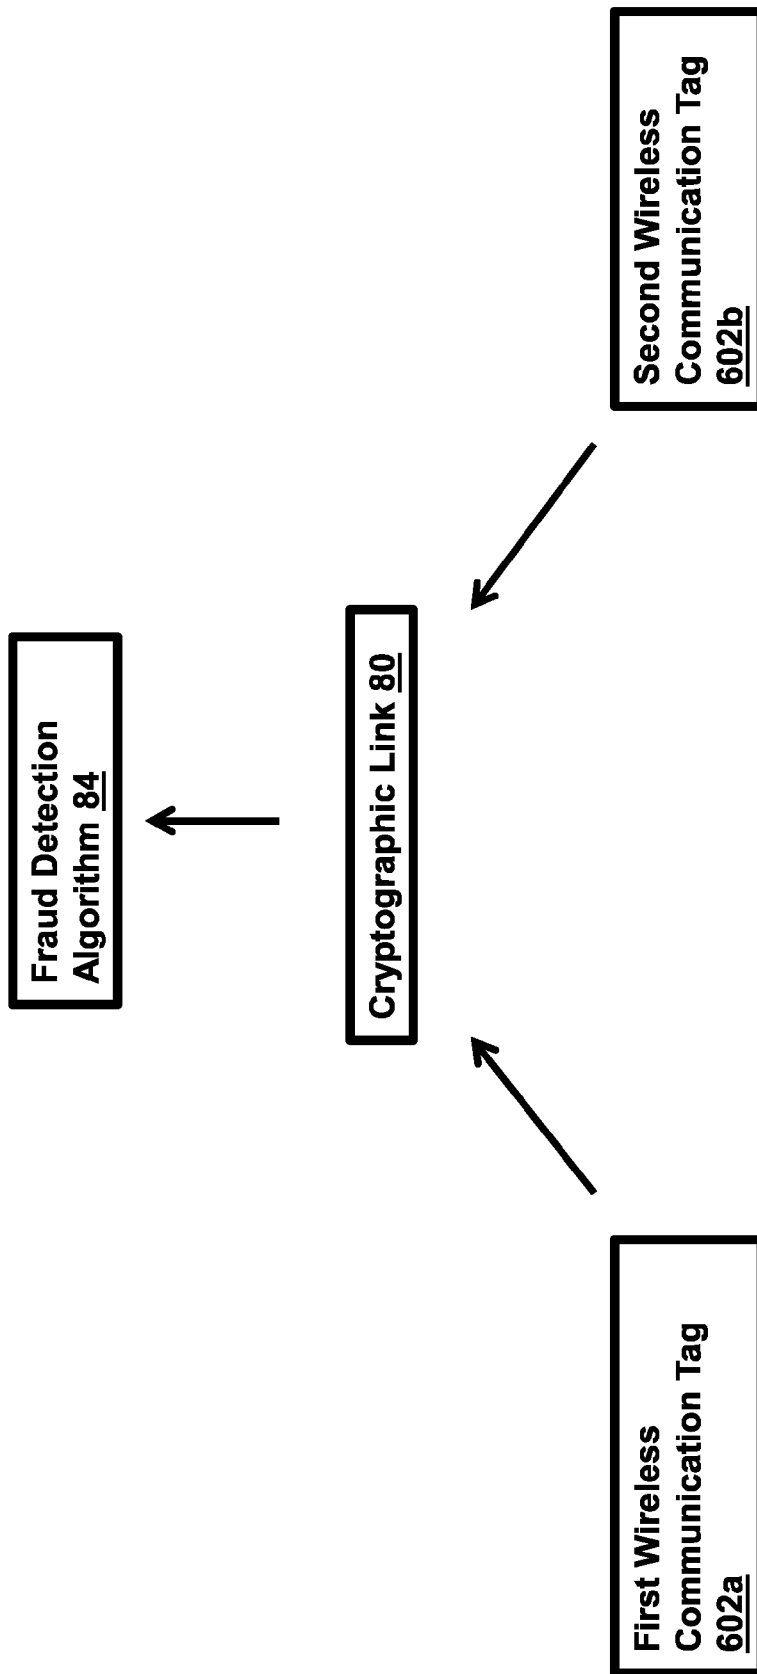 Fraud Detection
Algorithm 84
Cryptographic Link 80
First Wireless
Communication Tag
602a
Second Wireless
Communication Tag
602b